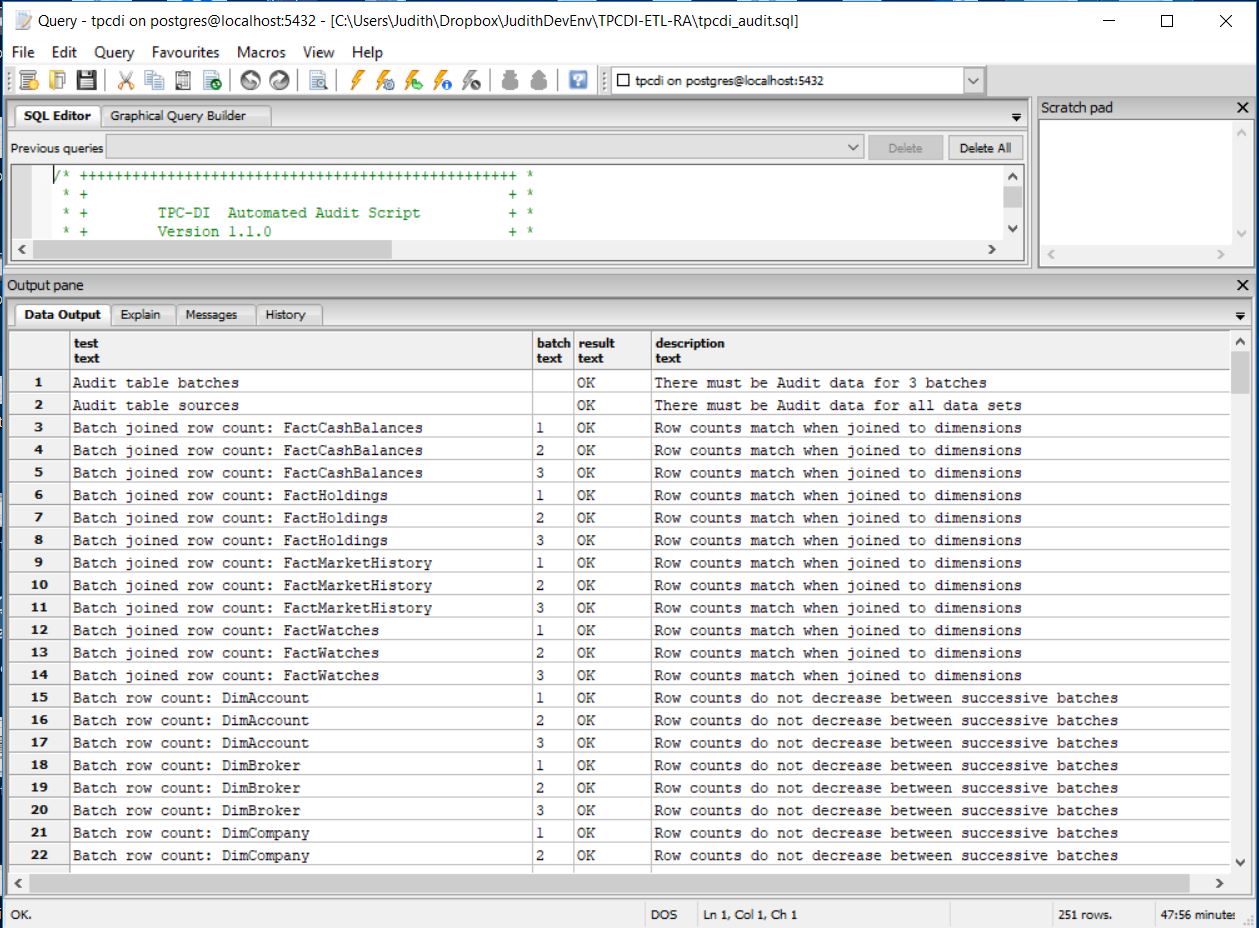 Query - tpcdi on postgres@localhost:5432 - [C:\Users\Judith\Dropbox\JudithDevEnv\TPCDI-ETL-RA\tpcdi_audit.sql]
File Edit Query Favourites Macros View Help
tpcdi on postgres@localhost:5432
SQL Editor Graphical Query Builder
Scratch pad
Previous queries Delete Delete All
/* ++++++++++++++++++++++++++++++++++++++++++++++++++ *
* + + *
* + TPC-DI Automated Audit Script + *
* + Version 1.1.0 + *
Output pane
Data Output Explain Messages History
test batch result description
text text text text
1 Audit table batches OK There must be Audit data for 3 batches
2 Audit table sources OK There must be Audit data for all data sets
3 Batch joined row count: FactCashBalances 1 OK Row counts match when joined to dimensions
4 Batch joined row count: FactCashBalances 2 OK Row counts match when joined to dimensions
5 Batch joined row count: FactCashBalances 3 OK Row counts match when joined to dimensions
6 Batch joined row count: FactHoldings 1 OK Row counts match when joined to dimensions
7 Batch joined row count: FactHoldings 2 OK Row counts match when joined to dimensions
8 Batch joined row count: FactHoldings 3 OK Row counts match when joined to dimensions
9 Batch joined row count: FactMarketHistory 1 OK Row counts match when joined to dimensions
10 Batch joined row count: FactMarketHistory 2 OK Row counts match when joined to dimensions
11 Batch joined row count: FactMarketHistory 3 OK Row counts match when joined to dimensions
12 Batch joined row count: FactWatches 1 OK Row counts match when joined to dimensions
13 Batch joined row count: FactWatches 2 OK Row counts match when joined to dimensions
14 Batch joined row count: FactWatches 3 OK Row counts match when joined to dimensions
15 Batch row count: DimAccount 1 OK Row counts do not decrease between successive batches
16 Batch row count: DimAccount 2 OK Row counts do not decrease between successive batches
17 Batch row count: DimAccount 3 OK Row counts do not decrease between successive batches
18 Batch row count: DimBroker 1 OK Row counts do not decrease between successive batches
19 Batch row count: DimBroker 2 OK Row counts do not decrease between successive batches
20 Batch row count: DimBroker 3 OK Row counts do not decrease between successive batches
21 Batch row count: DimCompany 1 OK Row counts do not decrease between successive batches
22 Batch row count: DimCompany 2 OK Row counts do not decrease between successive batches
OK. DOS Ln 1, Col 1, Ch 1 251 rows. 47:56 minutes